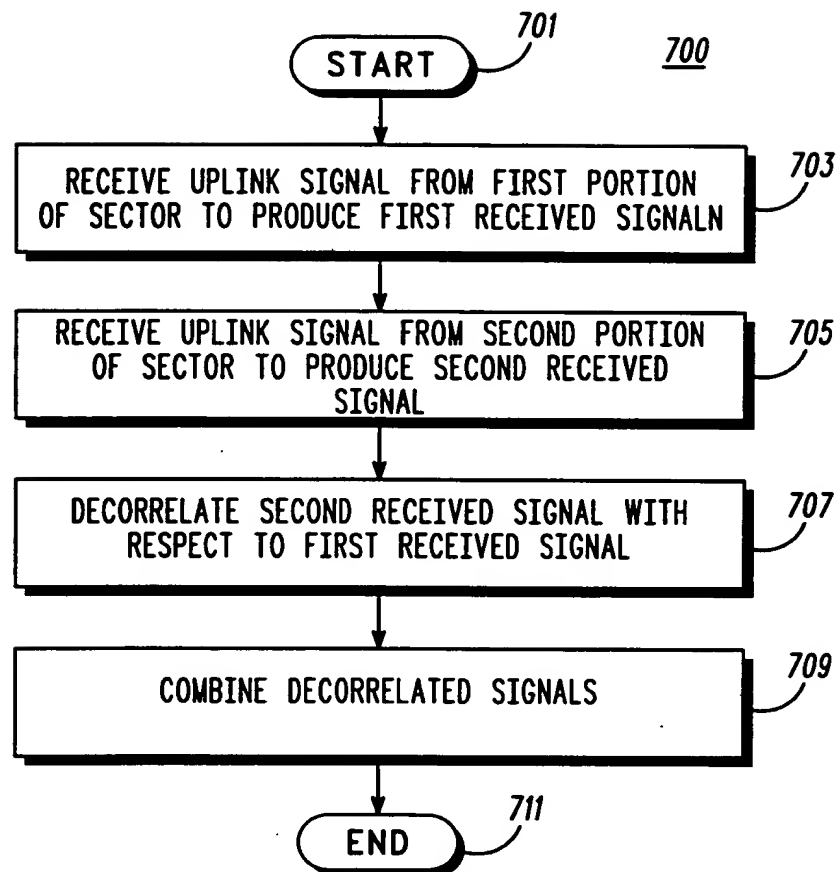 701
START
700
703
RECEIVE UPLINK SIGNAL FROM FIRST PORTION
OF SECTOR TO PRODUCE FIRST RECEIVED SIGNALN
705
RECEIVE UPLINK SIGNAL FROM SECOND PORTION
OF SECTOR TO PRODUCE SECOND RECEIVED
SIGNAL
707
DECORRELATE SECOND RECEIVED SIGNAL WITH
RESPECT TO FIRST RECEIVED SIGNAL
709
COMBINE DECORRELATED SIGNALS
711
END